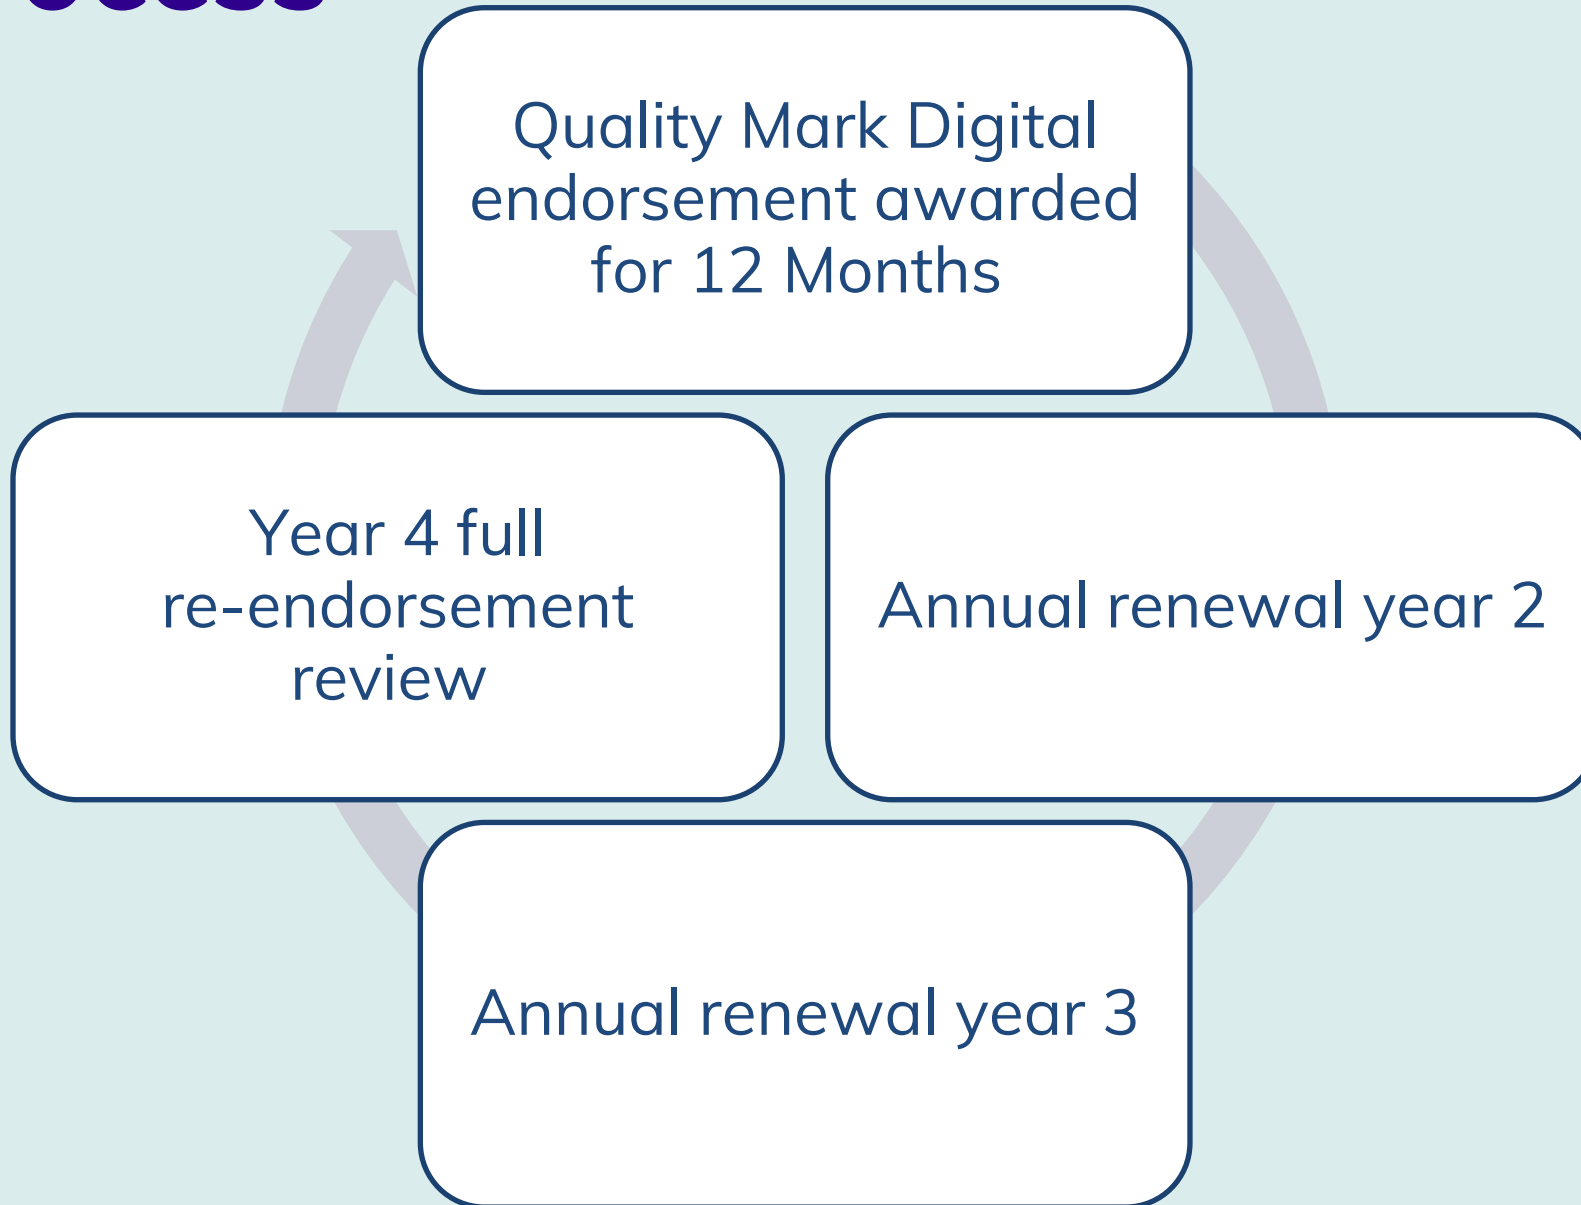 Quality Mark Digital
endorsement awarded
for 12 Months
Annual renewal year 2
Annual renewal year 3
Year 4 full
re-endorsement
review